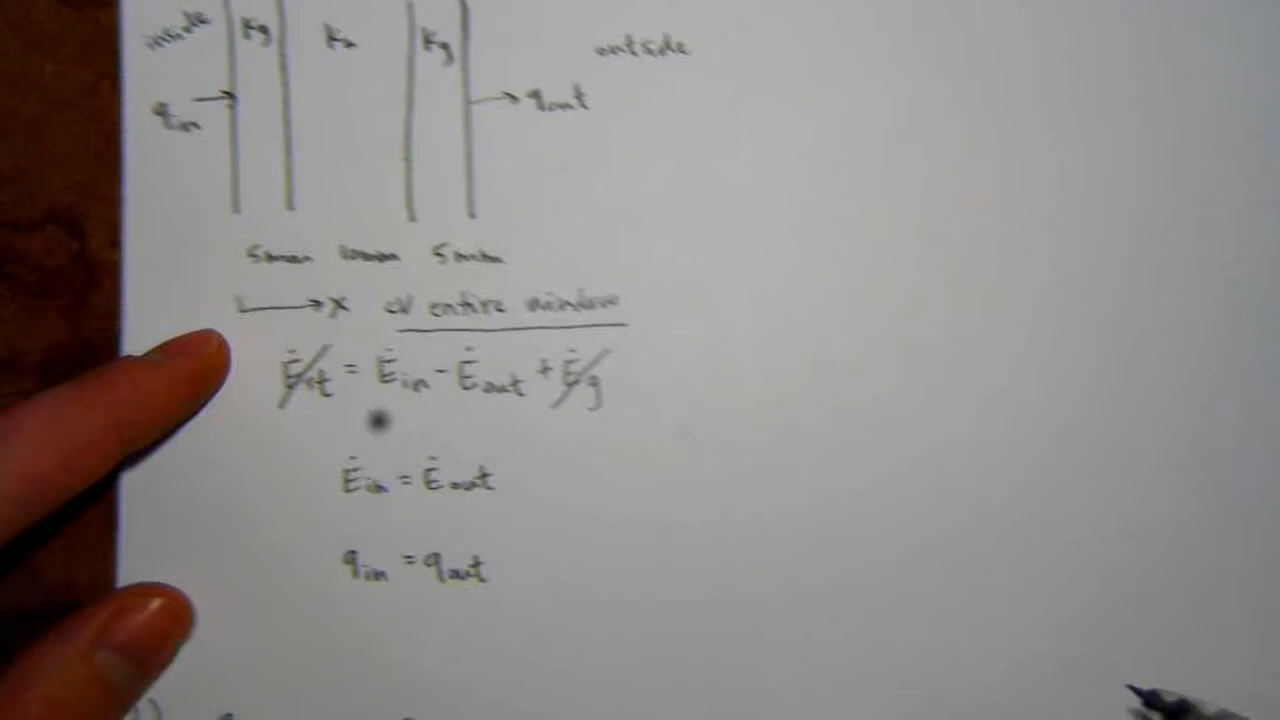 inside Kg Ka Kg outside
qin → → qout
5mm 10mm 5mm
→ x CV entire window
Ėst = Ėin - Ėout + Ėg
Ėin = Ėout
qin = qout